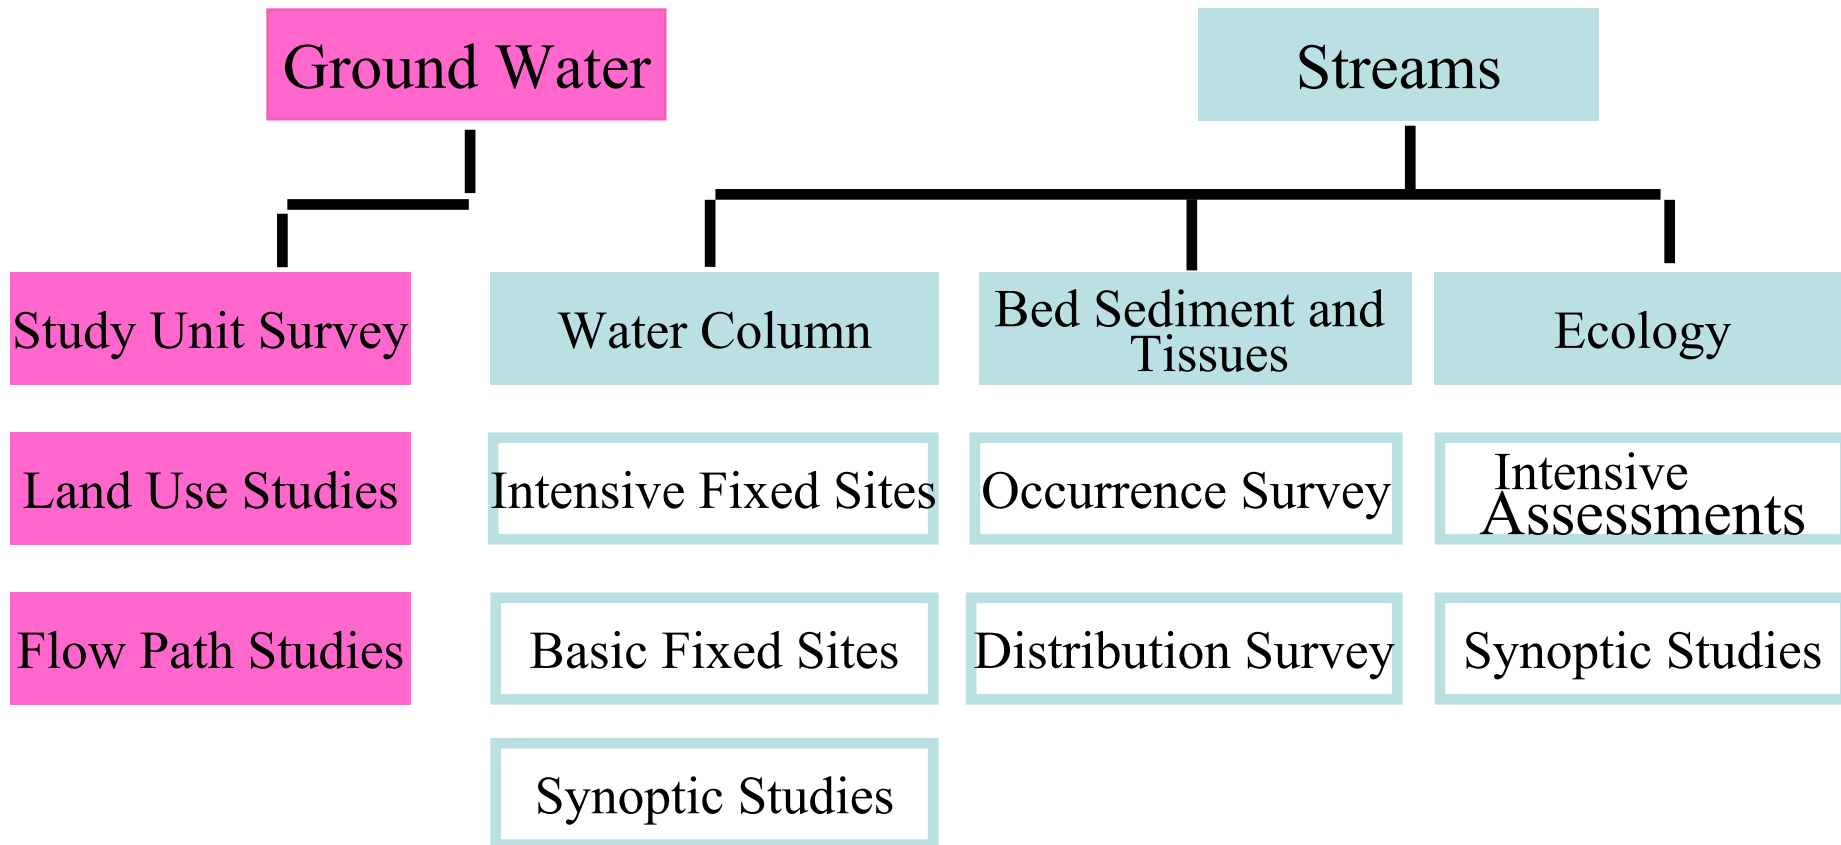 Ground Water
Streams
Study Unit Survey
Water Column
Bed Sediment and
Tissues
Ecology
Land Use Studies
Intensive Fixed Sites
Occurrence Survey
Intensive
Assessments
Flow Path Studies
Basic Fixed Sites
Distribution Survey
Synoptic Studies
Synoptic Studies